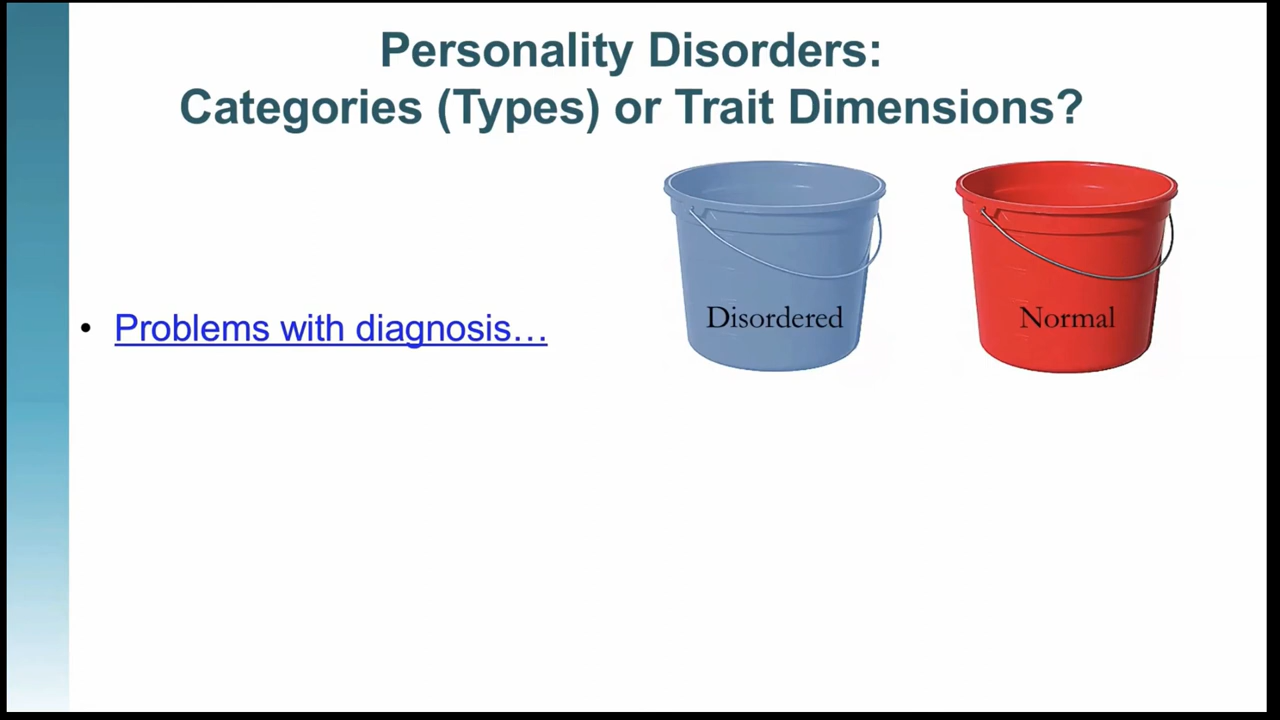 Personality Disorders:
Categories (Types) or Trait Dimensions?
Disordered
Normal
• Problems with diagnosis…